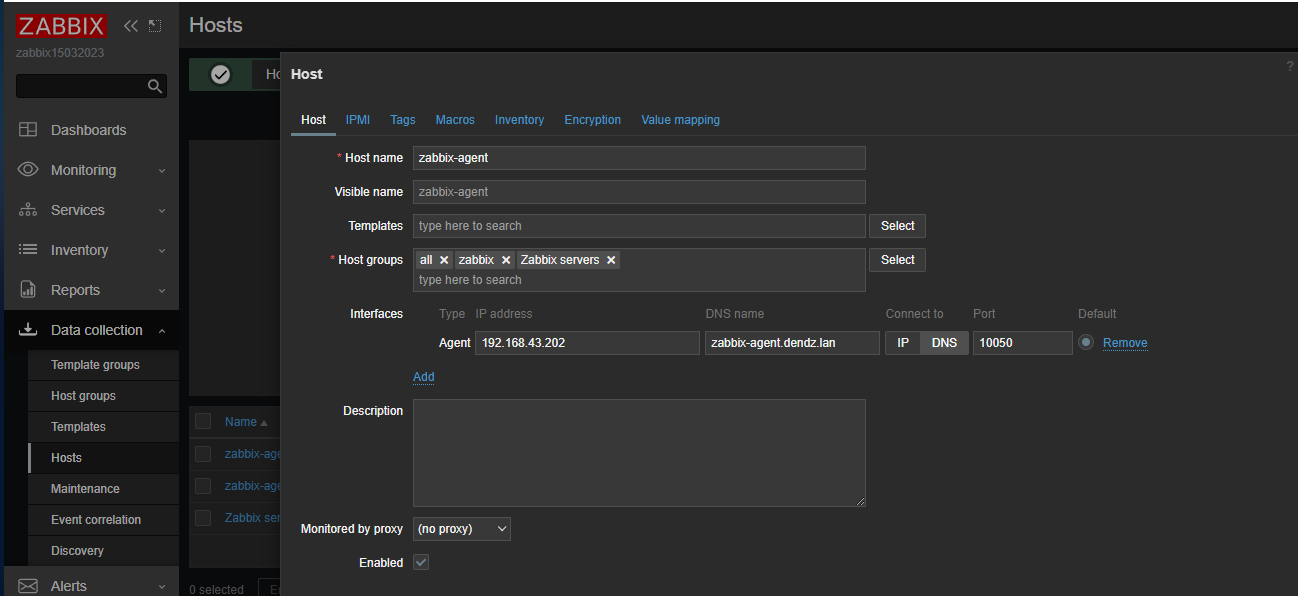 ZABBIX
zabbix15032023
Dashboards
Monitoring
Services
Inventory
Reports
Data collection
Template groups
Host groups
Templates
Hosts
Maintenance
Event correlation
Discovery
Alerts
Hosts
Ho
Name
zabbix-age
zabbix-age
Zabbix ser
0 selected
Host
?
Host IPMI Tags Macros Inventory Encryption Value mapping
* Host name zabbix-agent
Visible name zabbix-agent
Templates type here to search Select
* Host groups all zabbix Zabbix servers Select
type here to search
Interfaces Type IP address DNS name Connect to Port Default
Agent 192.168.43.202 zabbix-agent.dendz.lan IP DNS 10050 Remove
Add
Description
Monitored by proxy (no proxy)
Enabled